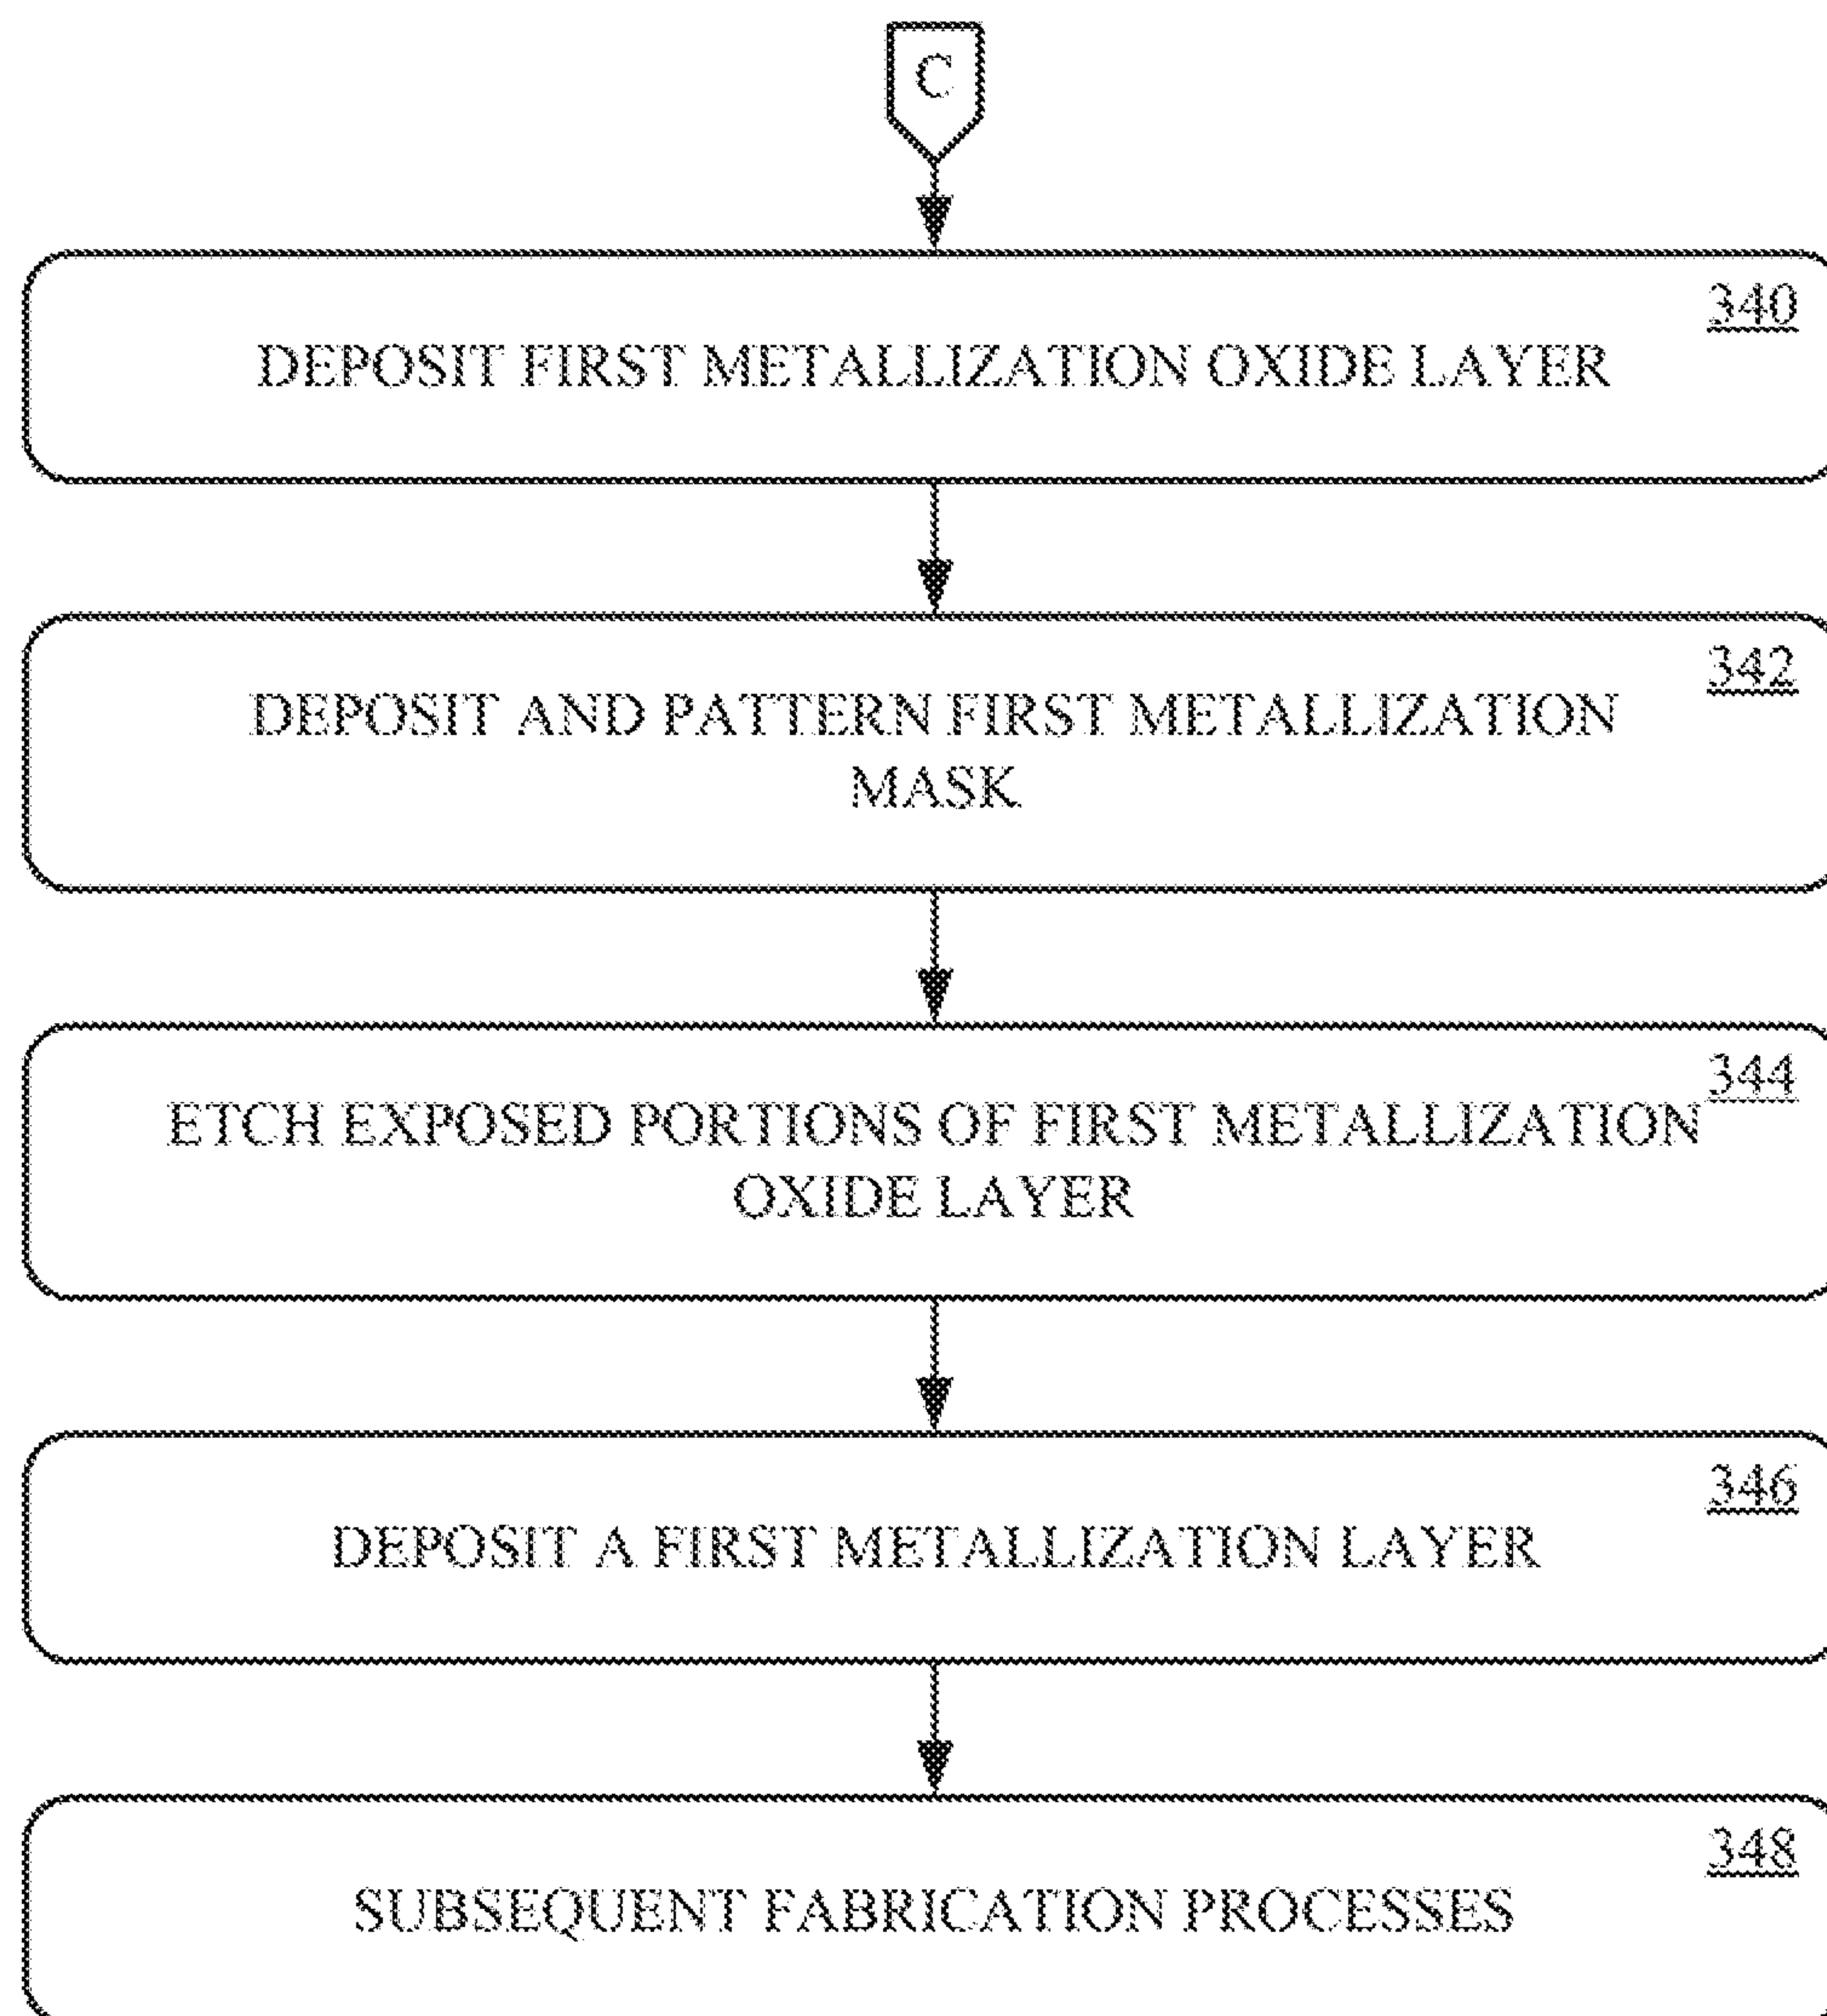 C
340
DEPOSIT FIRST METALLIZATION OXIDE LAYER
342
DEPOSIT AND PATTERN FIRST METALLIZATION
MASK
344
ETCH EXPOSED PORTIONS OF FIRST METALLIZATION
OXIDE LAYER
346
DEPOSIT A FIRST METALLIZATION LAYER
348
SUBSEQUENT FABRICATION PROCESSES